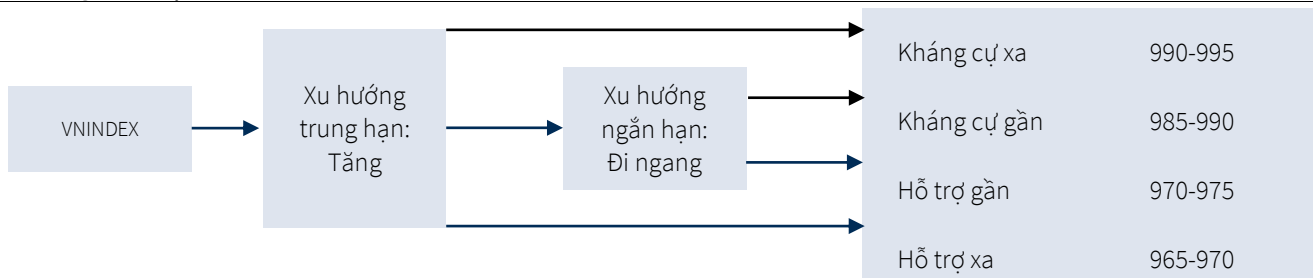 VNINDEX
Xu hướng
trung hạn:
Tăng
Xu hướng
ngắn hạn:
Đi ngang
Kháng cự xa 990-995
Kháng cự gần 985-990
Hỗ trợ gần 970-975
Hỗ trợ xa 965-970